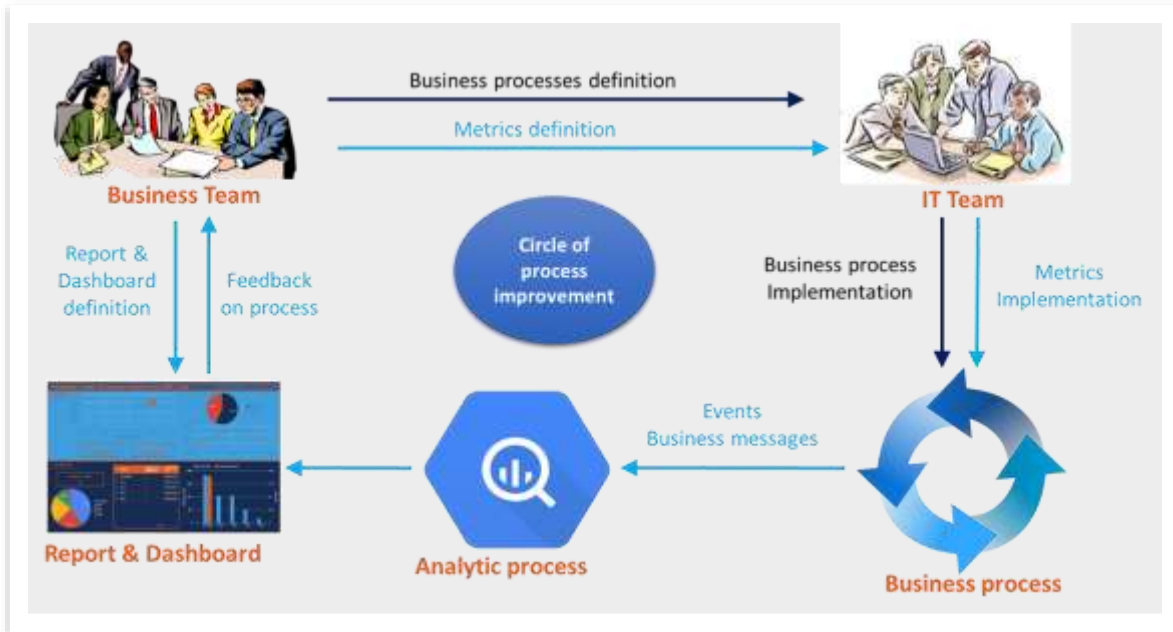 Business processes definition
Metrics definition
Business Team
IT Team
Circle of
process
improvement
Report &
Dashboard
definition
Feedback
on process
Business process
Implementation
Metrics
Implementation
Events
Business messages
Report & Dashboard
Analytic process
Business process